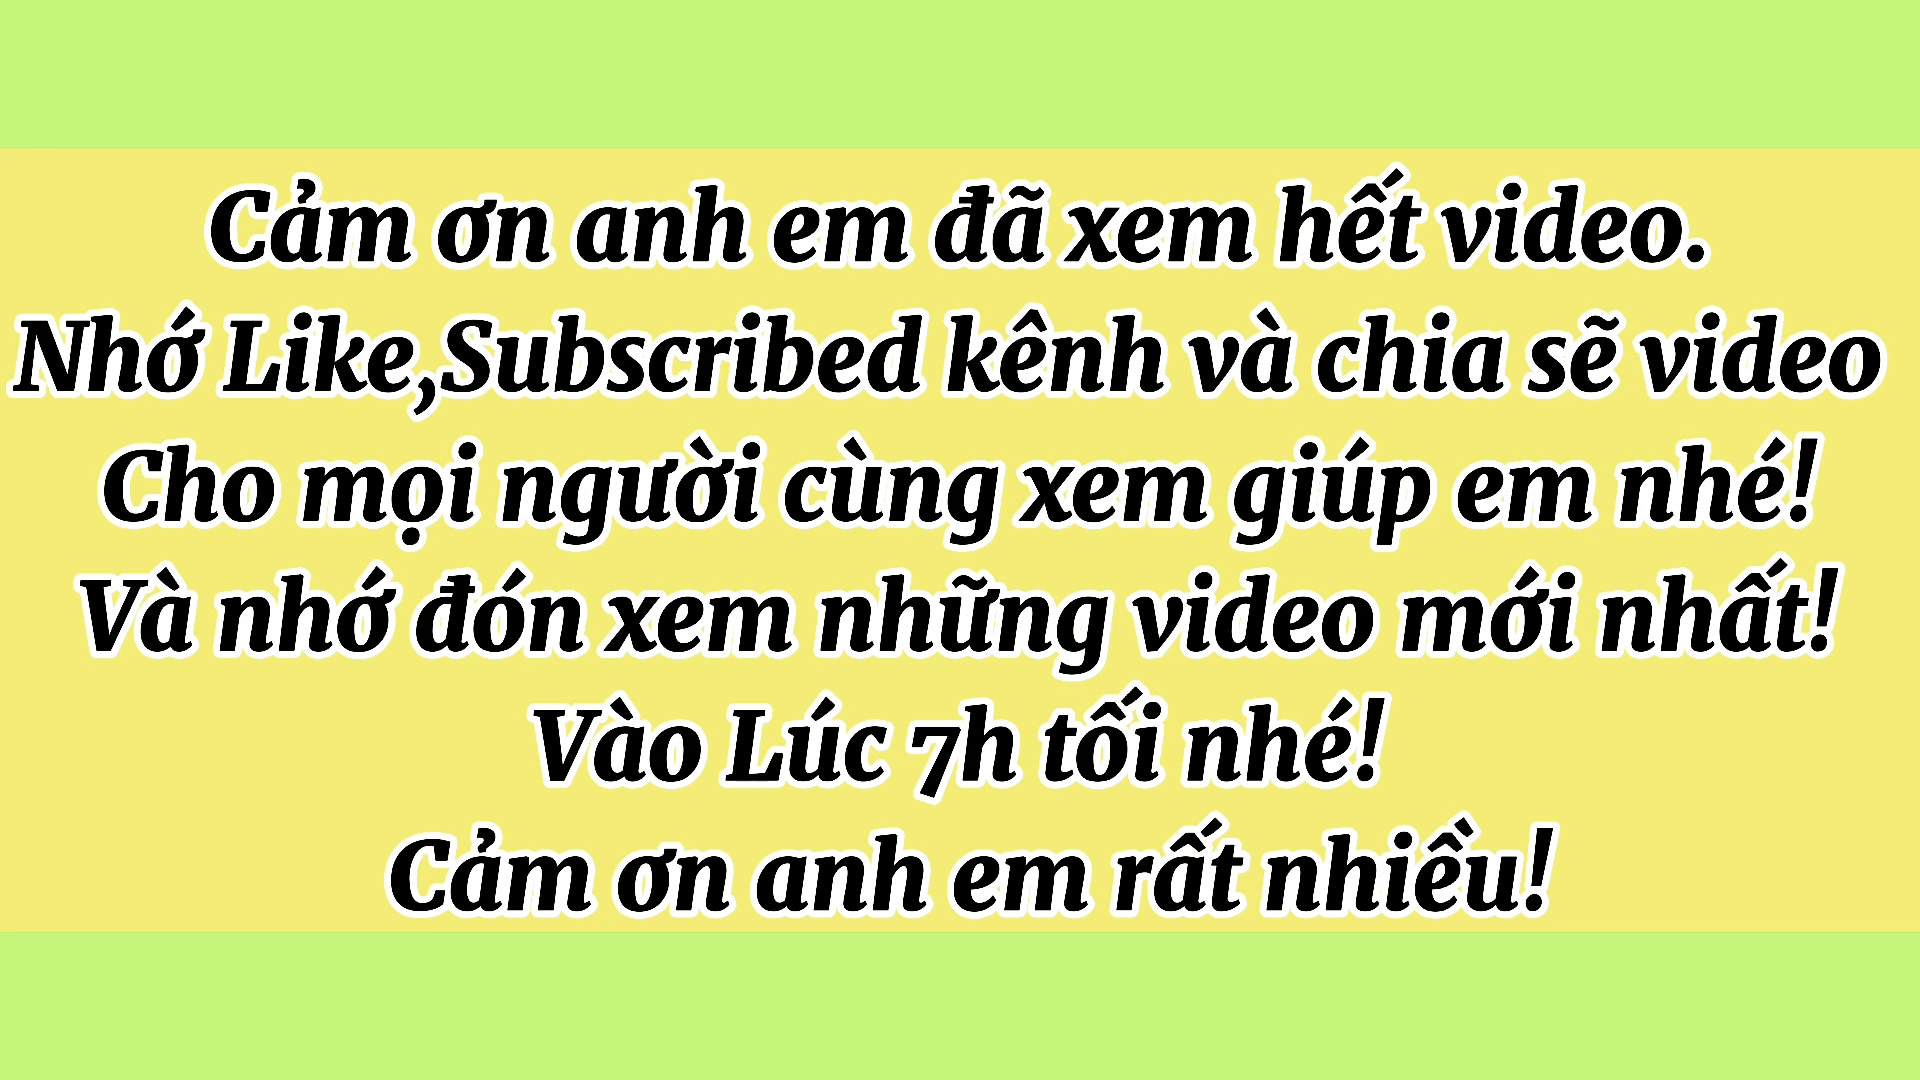 Cảm ơn anh em đã xem hết video.
Nhớ Like,Subscribed kênh và chia sẽ video
Cho mọi người cùng xem giúp em nhé!
Và nhớ đón xem những video mới nhất!
Vào Lúc 7h tối nhé!
Cảm ơn anh em rất nhiều!